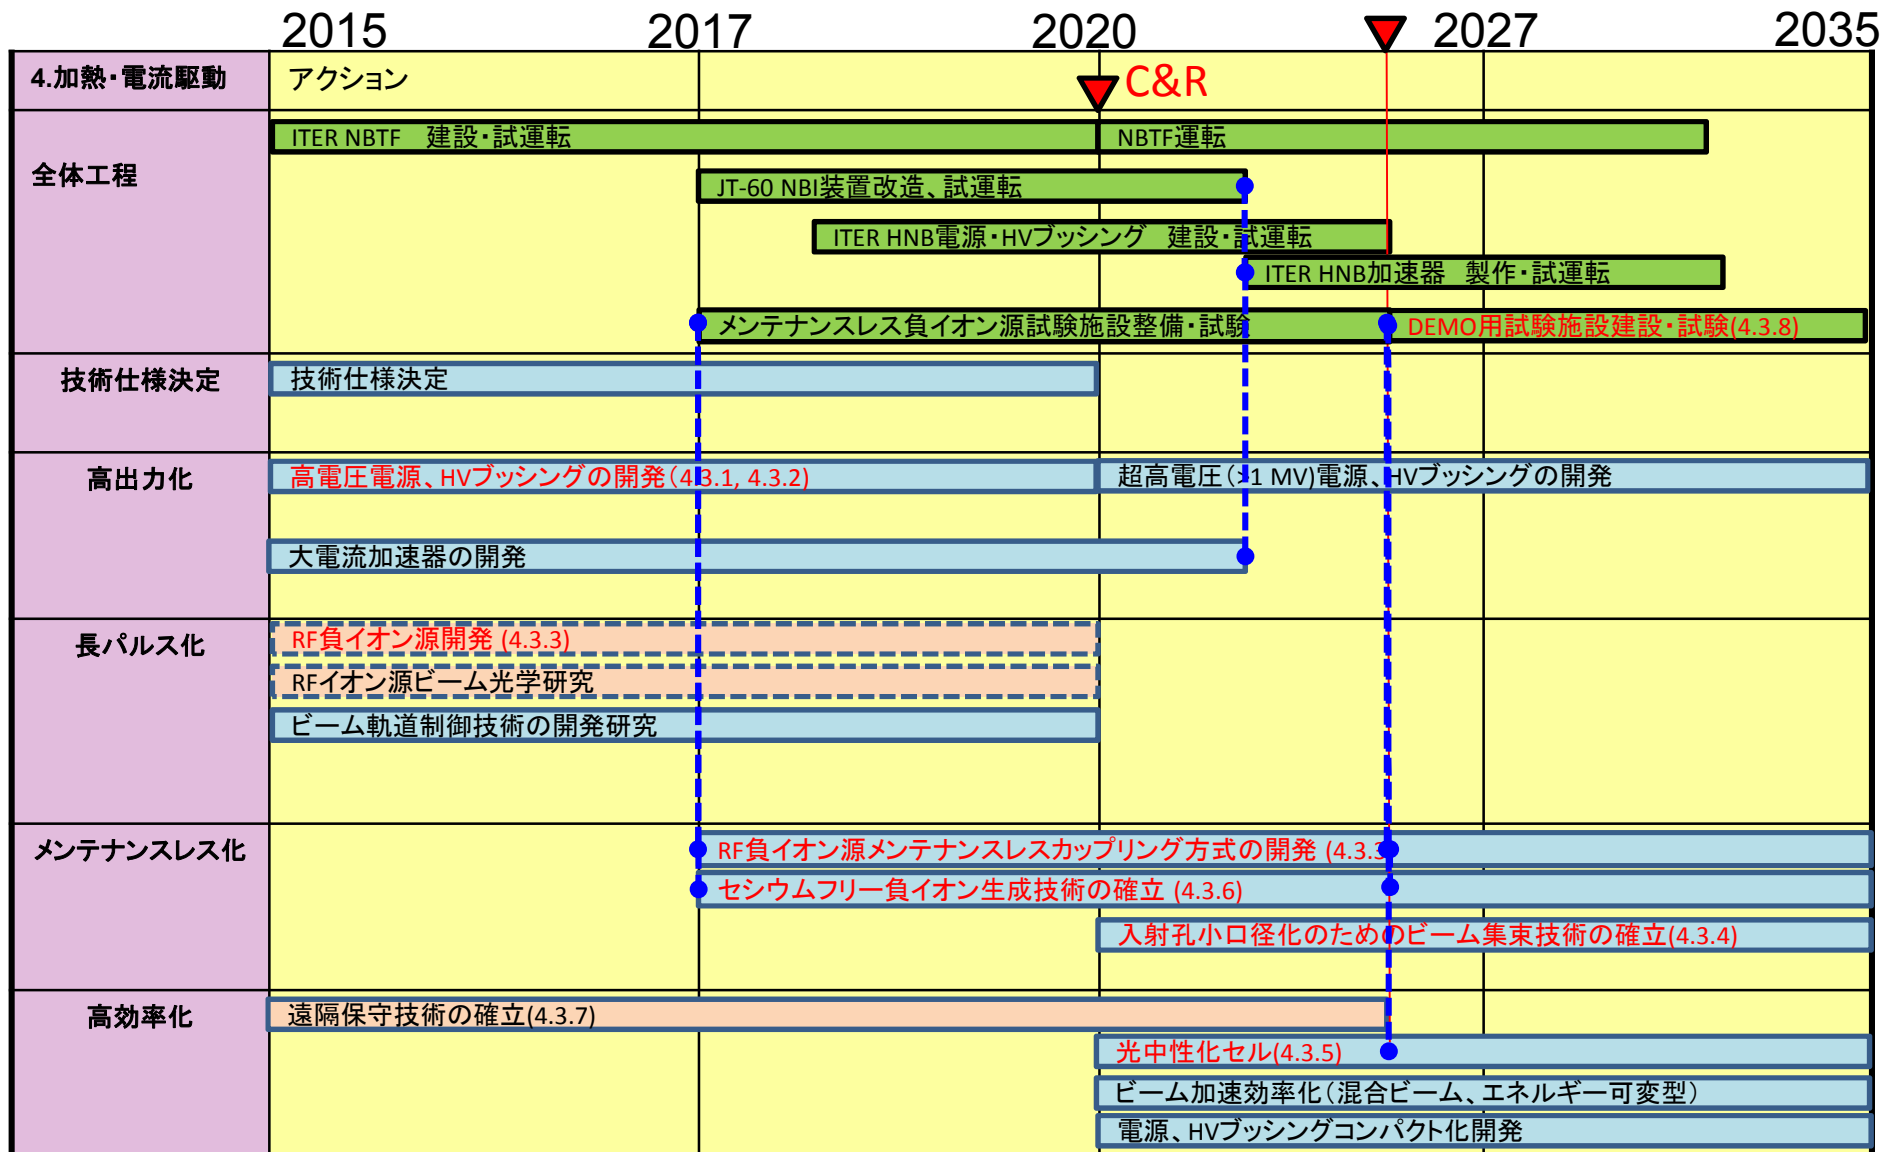 2015 2017 2020 2027 2035
4.加熱・電流駆動 アクション C&R
全体工程
ITER NBTF 建設・試運転 NBTF運転
JT-60 NBI装置改造、試運転
ITER HNB電源・HVブッシング 建設・試運転
ITER HNB加速器 製作・試運転
メンテナンスレス負イオン源試験施設整備・試験 DEMO用試験施設建設・試験(4.3.8)
技術仕様決定 技術仕様決定
高出力化 高電圧電源、HVブッシングの開発(4.3.1, 4.3.2) 超高電圧(>1 MV)電源、HVブッシングの開発
大電流加速器の開発
長パルス化 RF負イオン源開発 (4.3.3)
RFイオン源ビーム光学研究
ビーム軌道制御技術の開発研究
メンテナンスレス化 RF負イオン源メンテナンスレスカップリング方式の開発 (4.3.3
セシウムフリー負イオン生成技術の確立 (4.3.6)
入射孔小口径化のためのビーム集束技術の確立(4.3.4)
高効率化 遠隔保守技術の確立(4.3.7)
光中性化セル(4.3.5)
ビーム加速効率化(混合ビーム、エネルギー可変型)
電源、HVブッシングコンパクト化開発